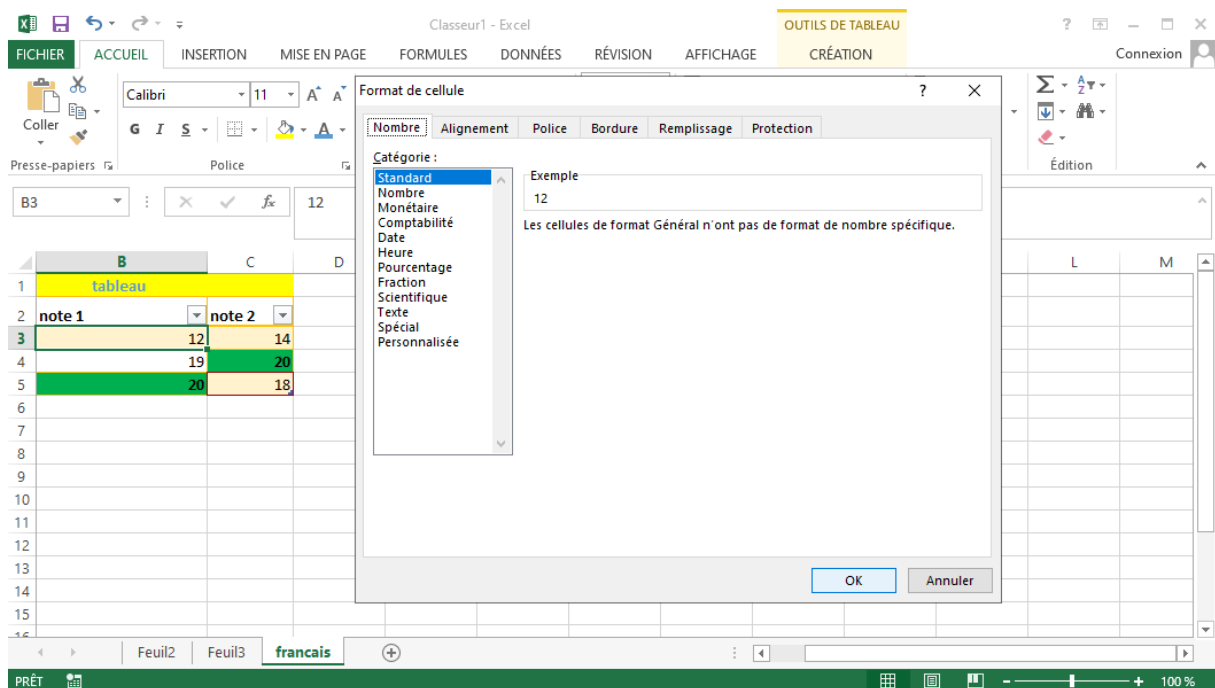 Classeur1 - Excel
OUTILS DE TABLEAU
?
FICHIER ACCUEIL INSERTION MISE EN PAGE FORMULES DONNÉES RÉVISION AFFICHAGE CRÉATION Connexion
Coller
Calibri 11
G I S
Presse-papiers Police Édition
B3 fx 12
Format de cellule ?
Nombre Alignement Police Bordure Remplissage Protection
Catégorie :
Standard
Nombre
Monétaire
Comptabilité
Date
Heure
Pourcentage
Fraction
Scientifique
Texte
Spécial
Personnalisée
Exemple
12
Les cellules de format Général n'ont pas de format de nombre spécifique.
OK Annuler
B C D L M
1 tableau
2 note 1 note 2
3 12 14
4 19 20
5 20 18
6
7
8
9
10
11
12
13
14
15
Feuil2 Feuil3 francais
PRÊT 100 %